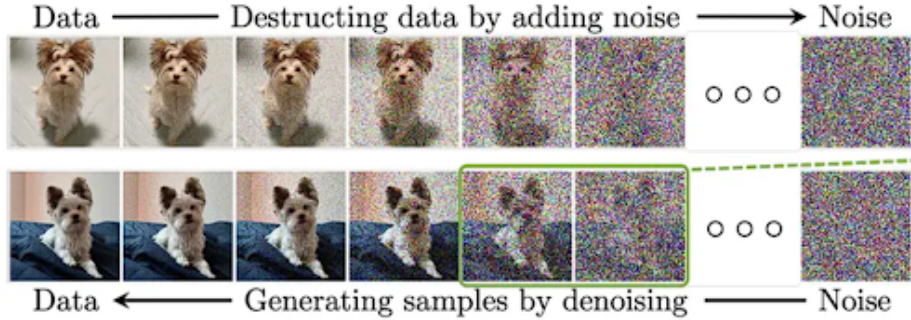 Data Destructing data by adding noise Noise
Data Generating samples by denoising Noise